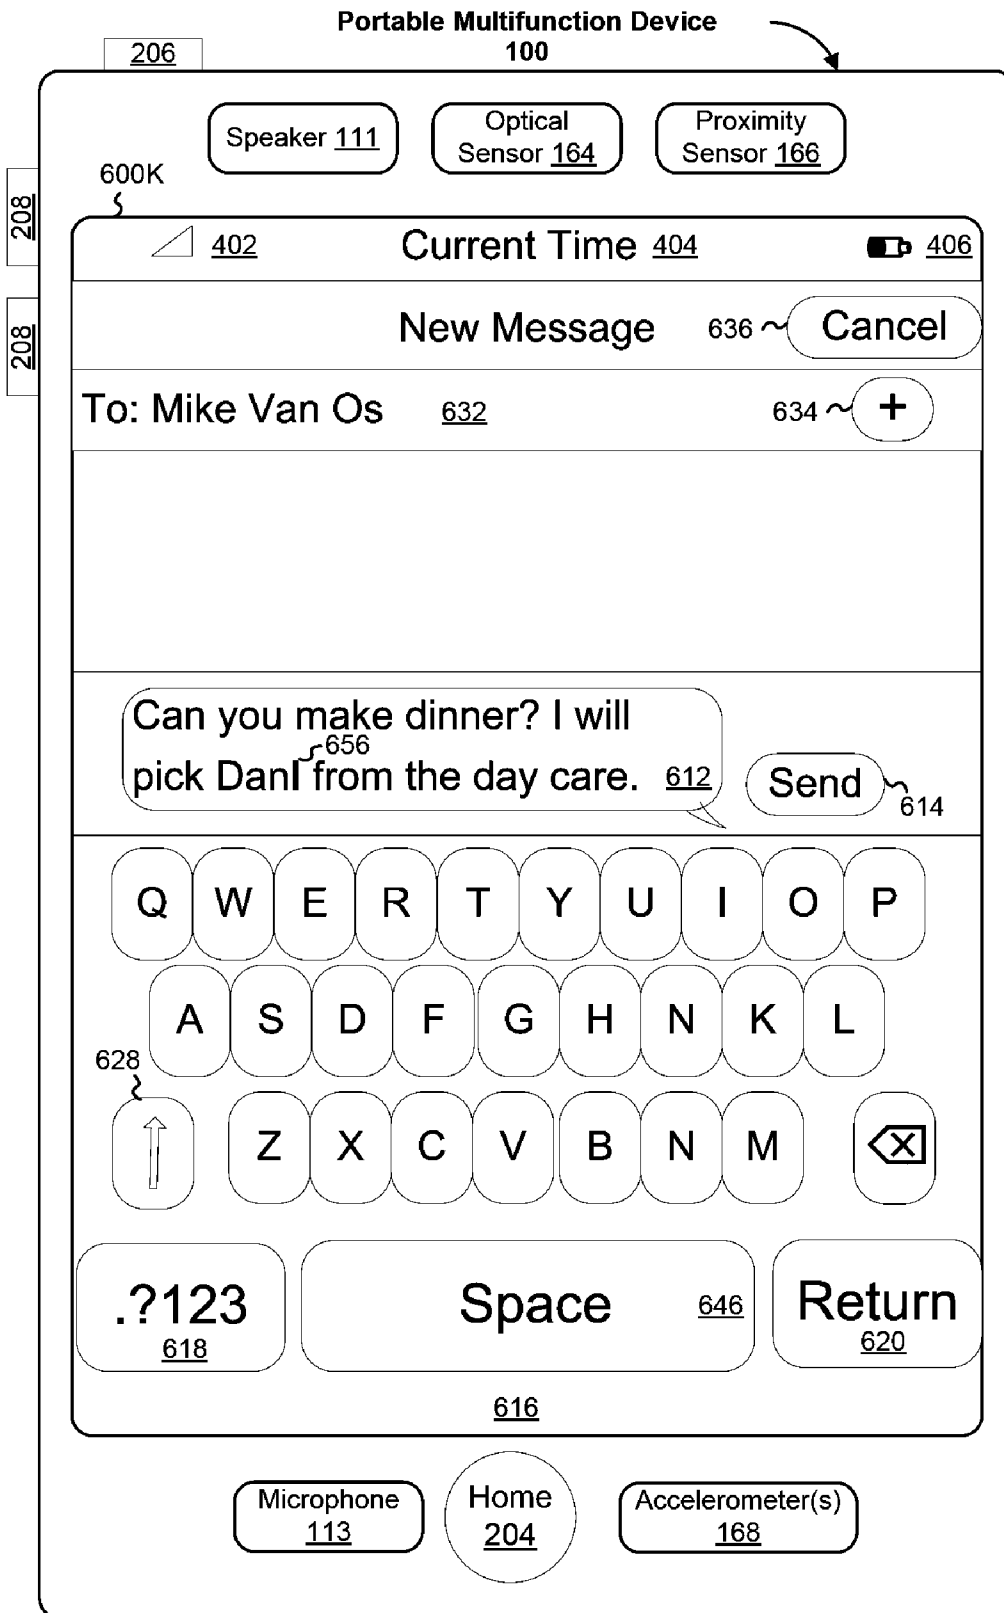 Portable Multifunction Device
100
206
Speaker 111
Optical
Sensor 164
Proximity
Sensor 166
600K
208
402
Current Time 404
406
208
New Message
636
Cancel
To: Mike Van Os
632
634
+
Can you make dinner? I will
656
pick DanI from the day care.
612
Send
614
Q W E R T Y U I O P
A S D F G H N K L
628
Z X C V B N M
.?123
618
Space
646
Return
620
616
Microphone
113
Home
204
Accelerometer(s)
168